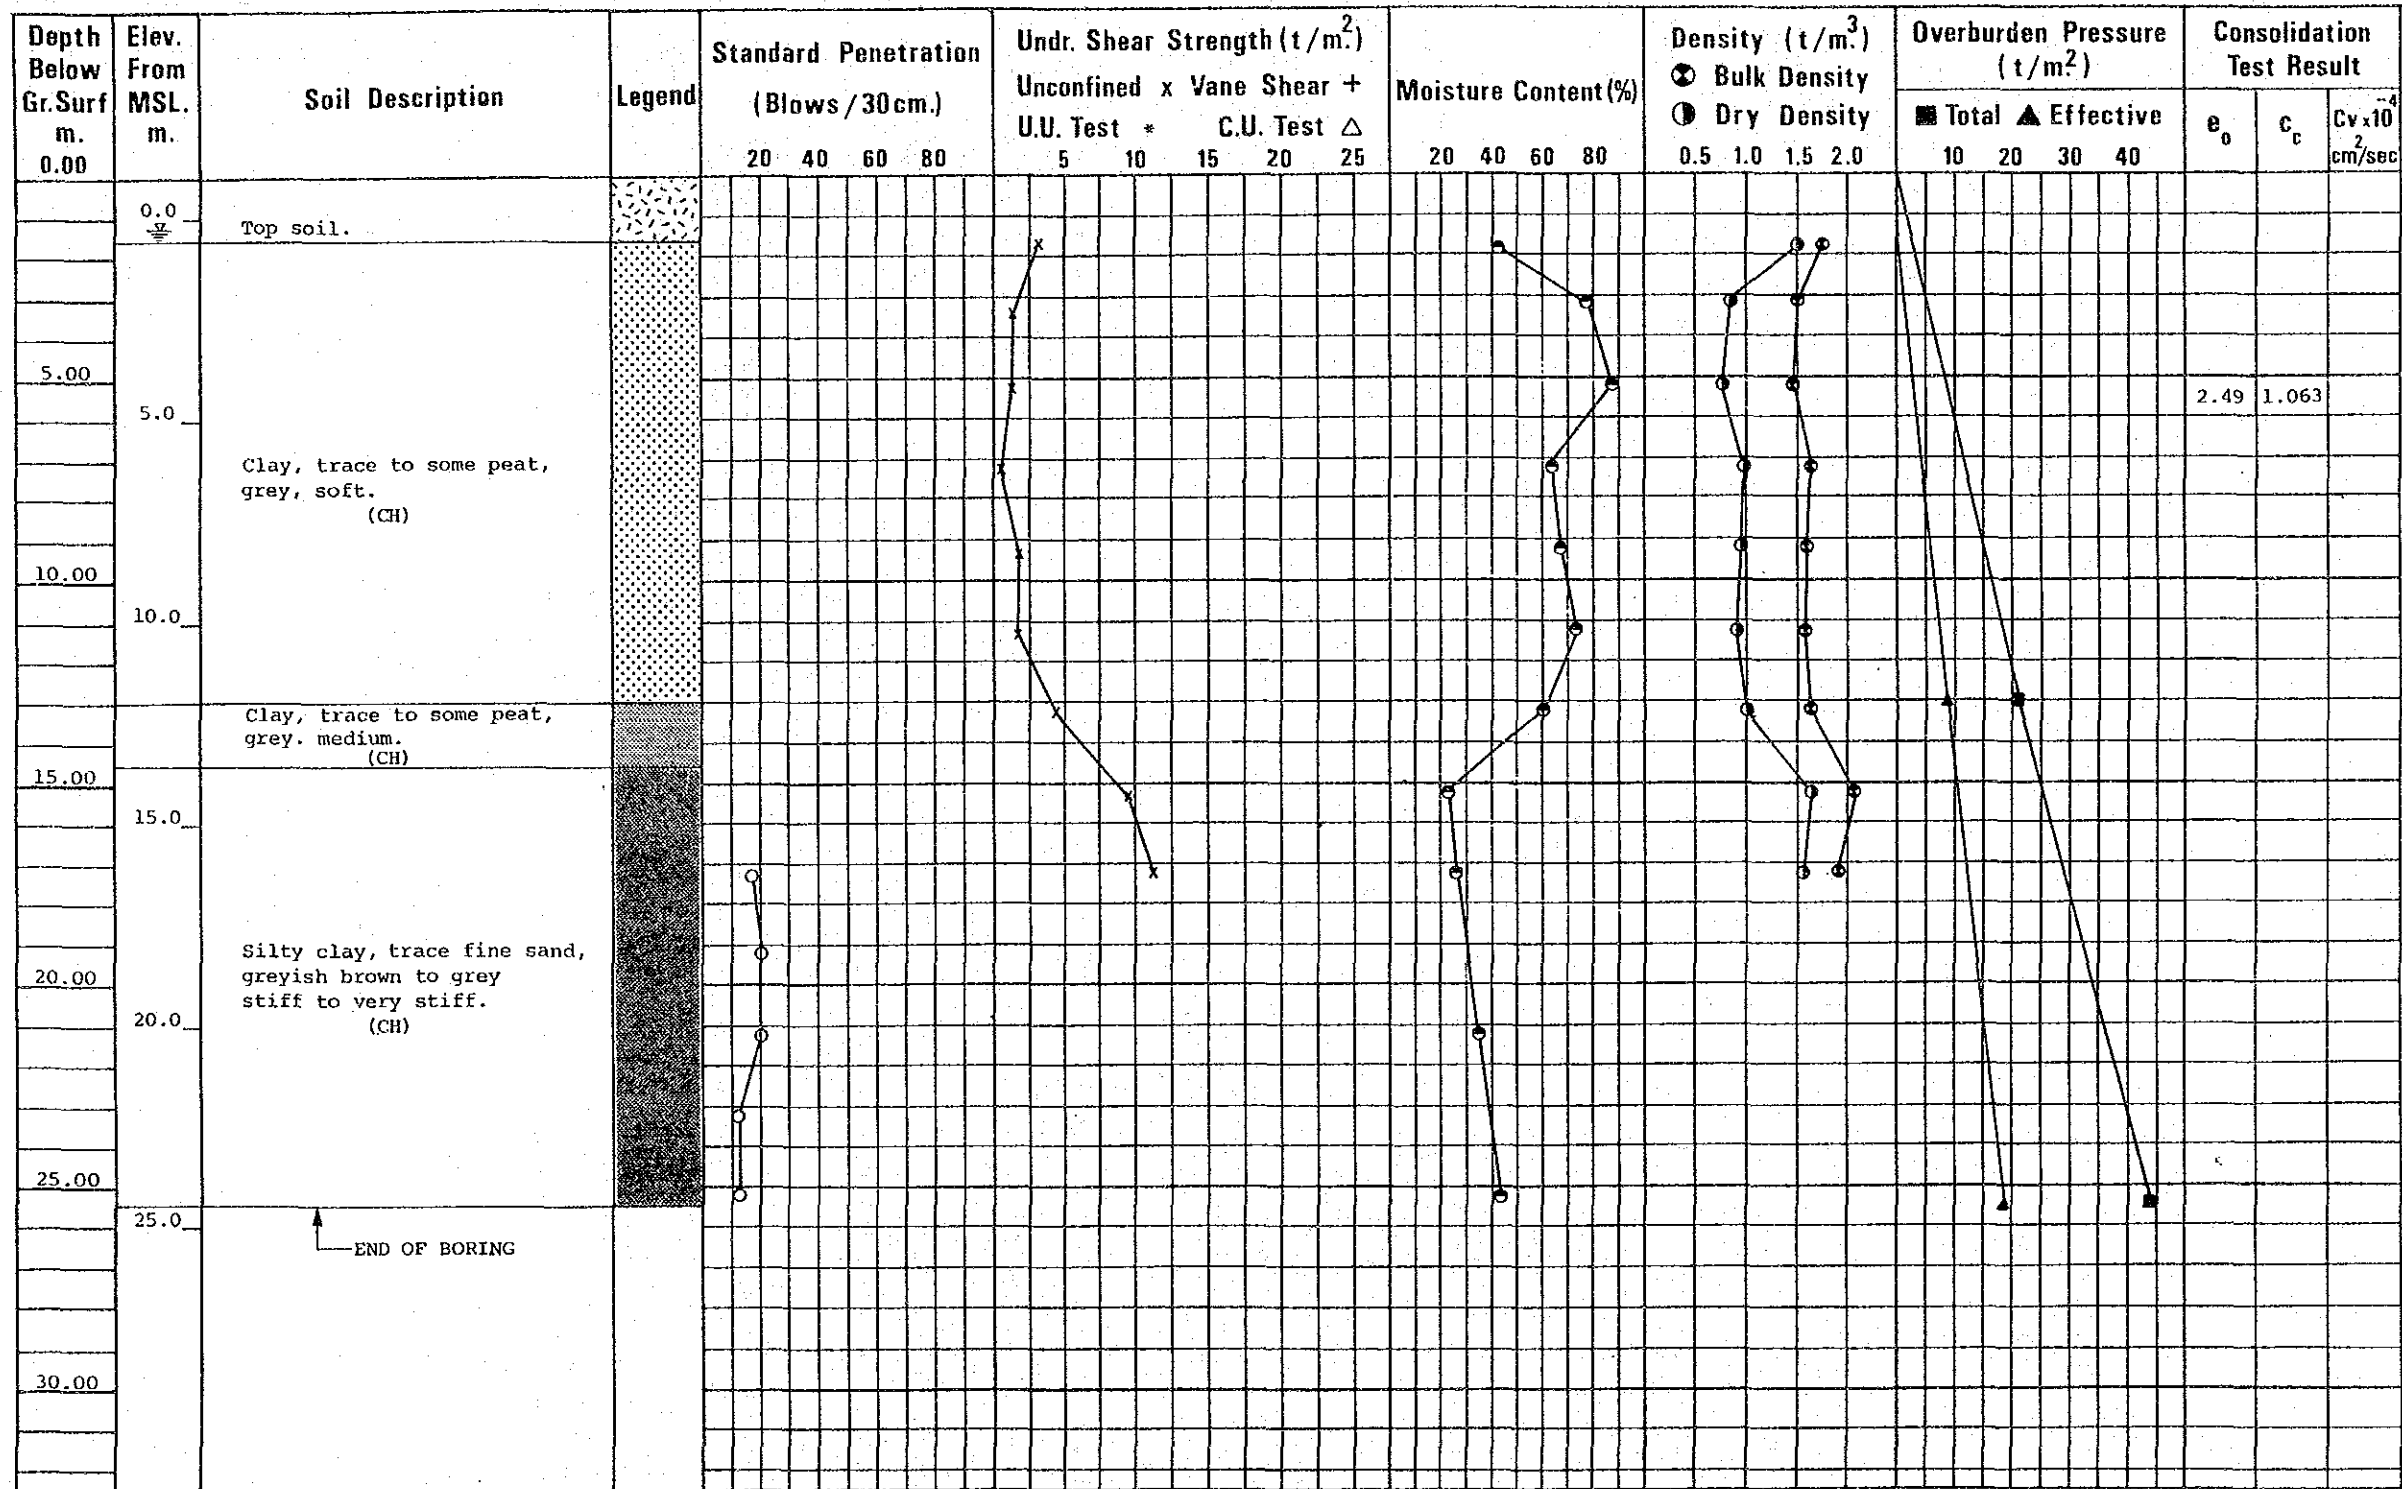 Depth Below Gr.Surf m. 0.00
Elev. From MSL. m.
Soil Description
Legend
Standard Penetration
(Blows/30cm.)
20 40 60 80
Undr. Shear Strength (t/m.²)
Unconfined x Vane Shear +
U.U. Test * C.U. Test △
5 10 15 20 25
Moisture Content (%)
20 40 60 80
Density (t/m.³)
Bulk Density
Dry Density
0.5 1.0 1.5 2.0
Overburden Pressure
(t/m.²)
■ Total ▲ Effective
10 20 30 40
Consolidation
Test Result
e₀
C_c
Cv x10⁻⁴
cm²/sec
0.0
Top soil.
5.00
5.0
2.49 1.063
Clay, trace to some peat,
grey, soft.
(CH)
10.00
10.0
Clay, trace to some peat,
grey. medium.
(CH)
15.00
15.0
Silty clay, trace fine sand,
greyish brown to grey
stiff to very stiff.
(CH)
20.00
20.0
25.00
25.0
END OF BORING
30.00